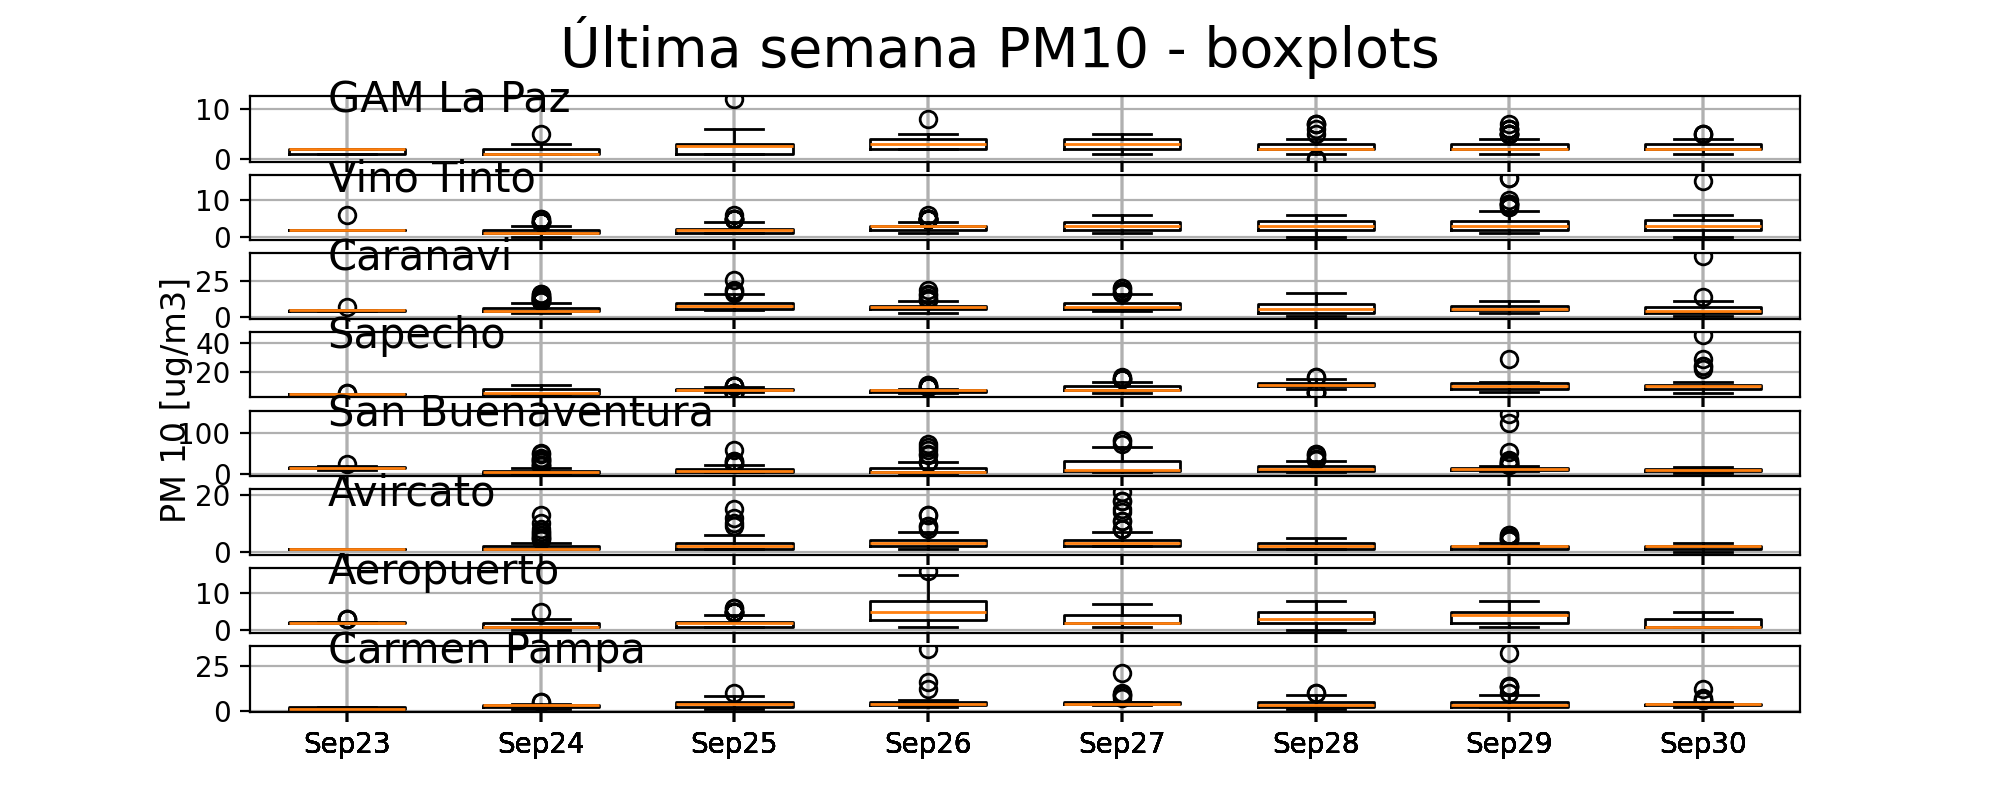 Última semana PM10 - boxplots
GAM La Paz
10
0
Vino Tinto
10
0
Caranavi
25
0
Sapecho
40
20
San Buenaventura
100
0
Avircato
20
0
Aeropuerto
10
0
Carmen Pampa
25
0
PM 10 [ug/m3]
Sep23 Sep24 Sep25 Sep26 Sep27 Sep28 Sep29 Sep30